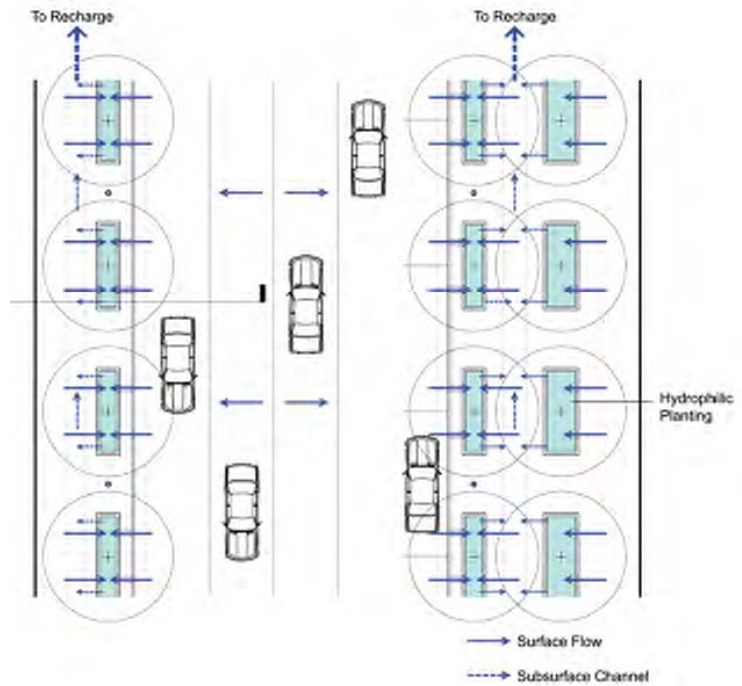 To Recharge
To Recharge
Hydrophilic
Planting
Surface Flow
Subsurface Channel